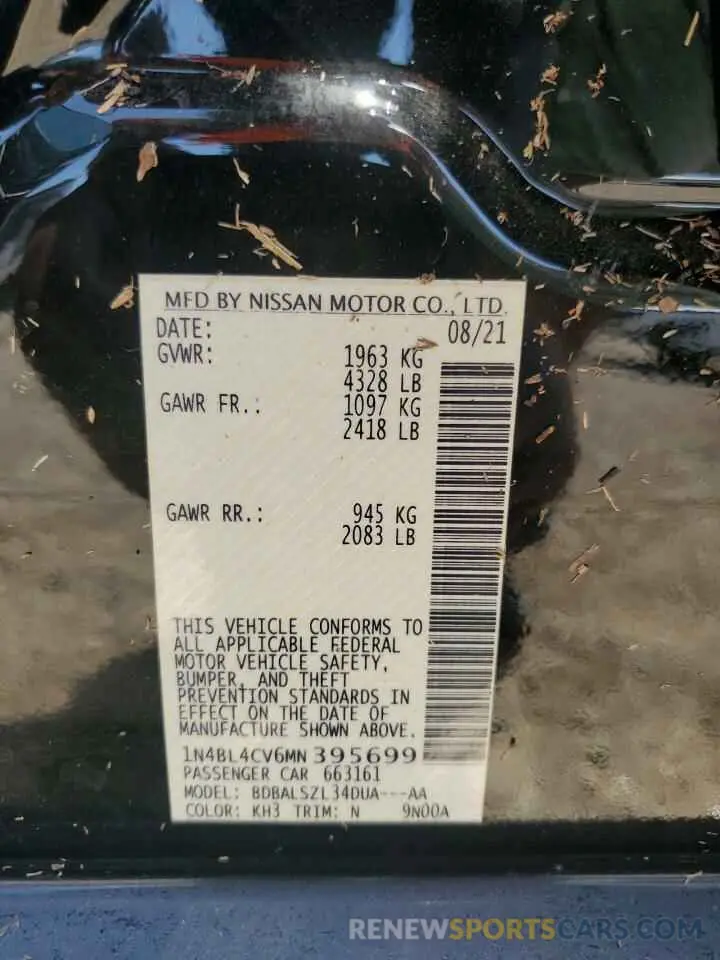 MFD BY NISSAN MOTOR CO., LTD.
DATE: 08/21
GVWR: 1963 KG
4328 LB
GAWR FR.: 1097 KG
2418 LB
GAWR RR.: 945 KG
2083 LB
THIS VEHICLE CONFORMS TO
ALL APPLICABLE FEDERAL
MOTOR VEHICLE SAFETY,
BUMPER, AND THEFT
PREVENTION STANDARDS IN
EFFECT ON THE DATE OF
MANUFACTURE SHOWN ABOVE.
1N4BL4CV6MN 395699
PASSENGER CAR 663161
MODEL: BDBALSZL34DUA---AA
COLOR: KH3 TRIM: N 9N00A
RENEWSPORTSCARS.COM